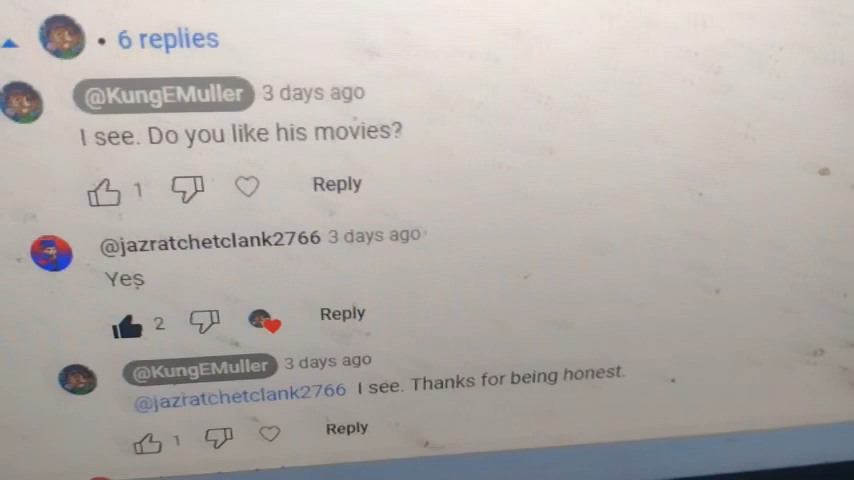 • 6 replies
@KungEMuller 3 days ago
I see. Do you like his movies?
1 Reply
@jazratchetclank2766 3 days ago
Yes
2 Reply
@KungEMuller 3 days ago
@jazratchetclank2766 I see. Thanks for being honest.
1 Reply